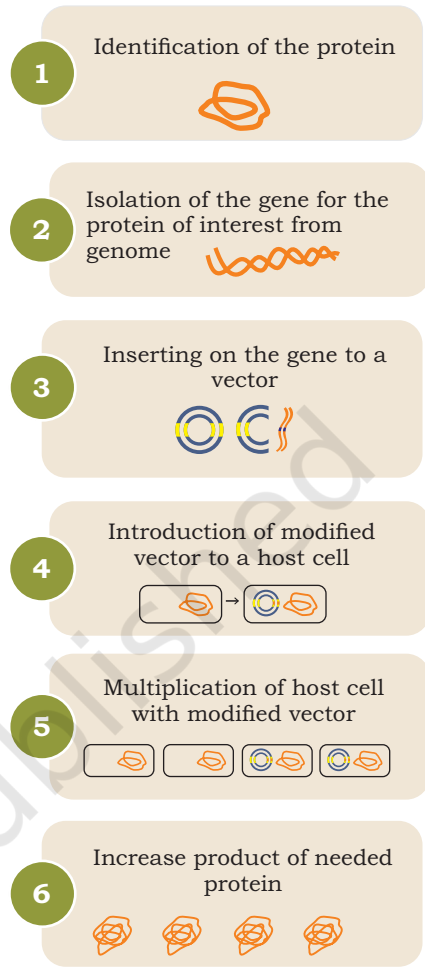 1
Identification of the protein
2
Isolation of the gene for the
protein of interest from
genome
3
Inserting on the gene to a
vector
4
Introduction of modified
vector to a host cell
5
Multiplication of host cell
with modified vector
6
Increase product of needed
protein